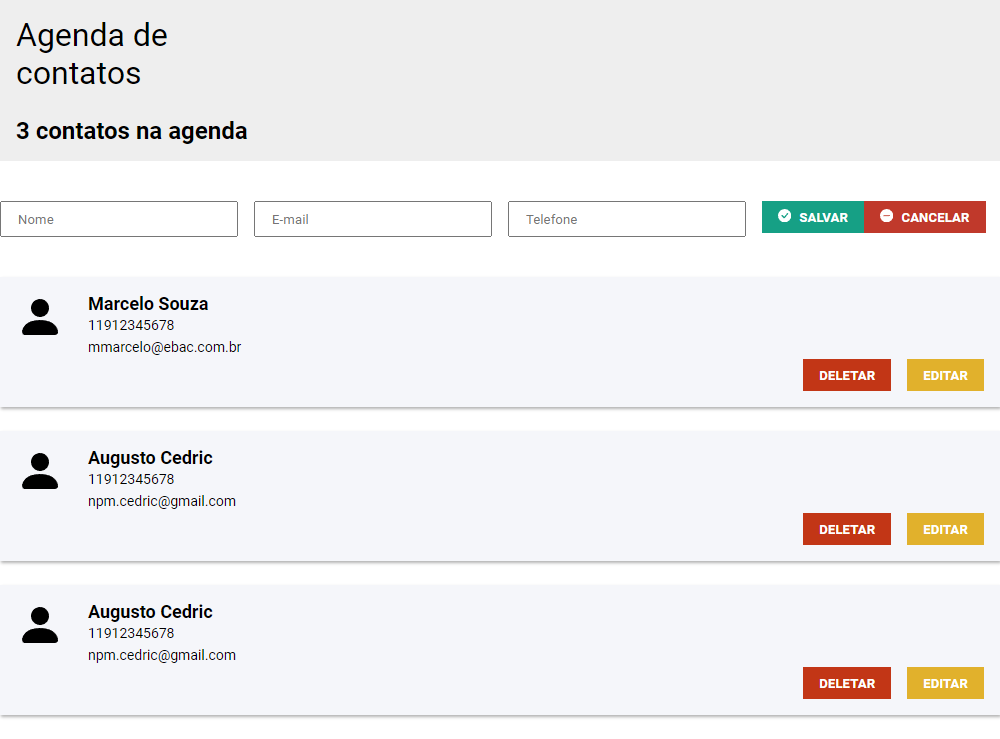 Agenda de
contatos
3 contatos na agenda
Nome E-mail Telefone SALVAR CANCELAR
Marcelo Souza
11912345678
mmarcelo@ebac.com.br
DELETAR EDITAR
Augusto Cedric
11912345678
npm.cedric@gmail.com
DELETAR EDITAR
Augusto Cedric
11912345678
npm.cedric@gmail.com
DELETAR EDITAR